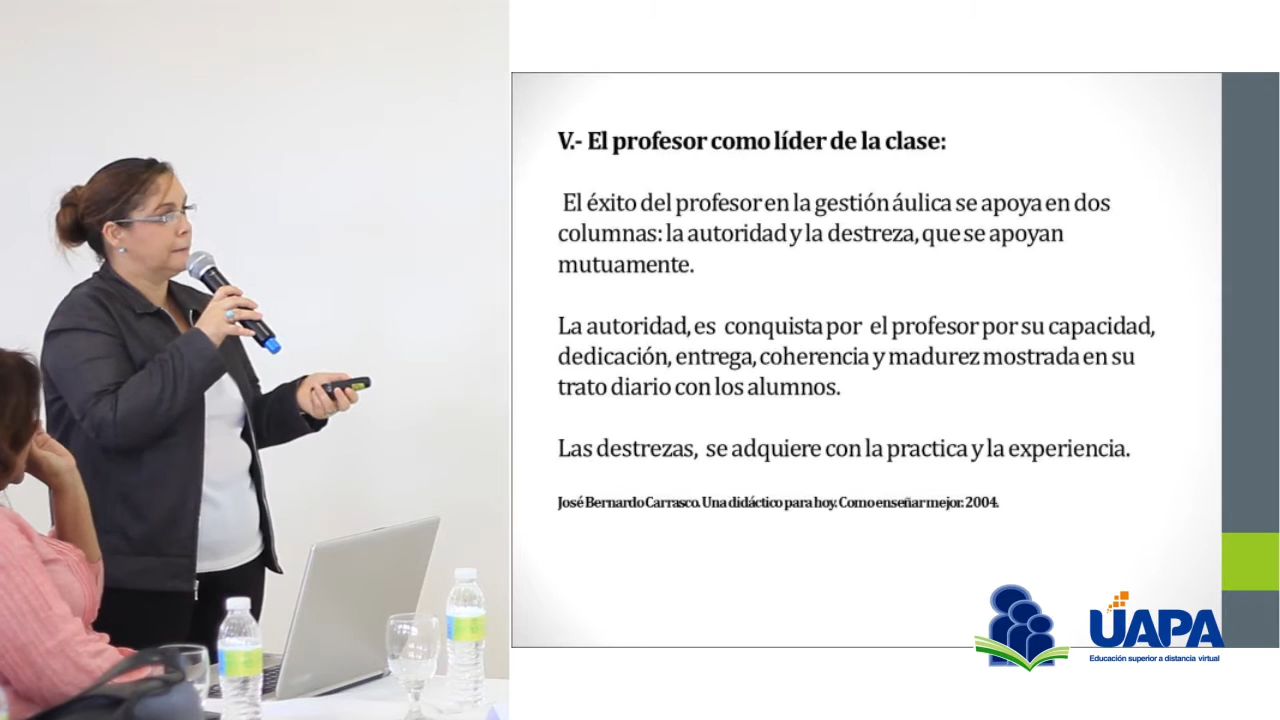 V.- El profesor como líder de la clase:
El éxito del profesor en la gestión áulica se apoya en dos
columnas: la autoridad y la destreza, que se apoyan
mutuamente.
La autoridad, es conquista por el profesor por su capacidad,
dedicación, entrega, coherencia y madurez mostrada en su
trato diario con los alumnos.
Las destrezas, se adquiere con la practica y la experiencia.
José Bernardo Carrasco. Una didáctico para hoy. Como enseñar mejor. 2004.
UAPA
Educación superior a distancia virtual